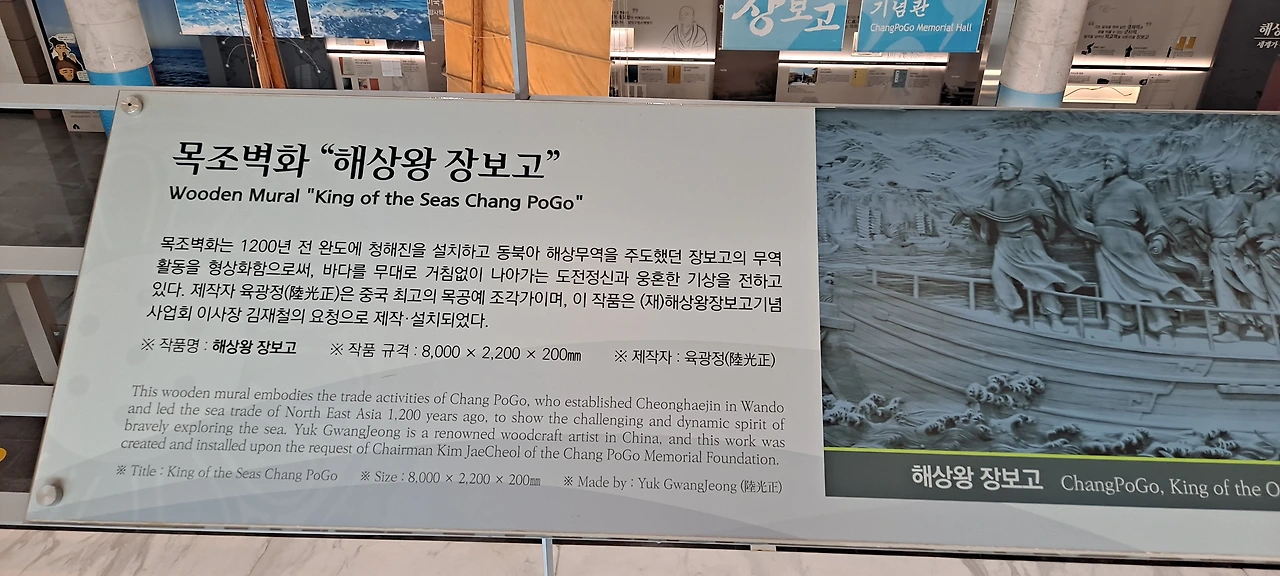 장보고
기념관
ChangPoGo Memorial Hall
목조벽화 “해상왕 장보고”
Wooden Mural "King of the Seas Chang PoGo"
목조벽화는 1200년 전 완도에 청해진을 설치하고 동북아 해상무역을 주도했던 장보고의 무역
활동을 형상화함으로써, 바다를 무대로 거침없이 나아가는 도전정신과 웅혼한 기상을 전하고
있다. 제작자 육광정(陸光正)은 중국 최고의 목공예 조각가이며, 이 작품은 (재)해상왕장보고기념
사업회 이사장 김재철의 요청으로 제작·설치되었다.
※ 작품명 : 해상왕 장보고 ※ 작품 규격 : 8,000 × 2,200 × 200㎜ ※ 제작자 : 육광정(陸光正)
This wooden mural embodies the trade activities of Chang PoGo, who established Cheonghaejin in Wando
and led the sea trade of North East Asia 1,200 years ago, to show the challenging and dynamic spirit of
bravely exploring the sea. Yuk GwangJeong is a renowned woodcraft artist in China, and this work was
created and installed upon the request of Chairman Kim JaeCheol of the Chang PoGo Memorial Foundation.
※ Title : King of the Seas Chang PoGo ※ Size : 8,000 × 2,200 × 200㎜ ※ Made by : Yuk GwangJeong (陸光正)
해상왕 장보고 ChangPoGo, King of the O